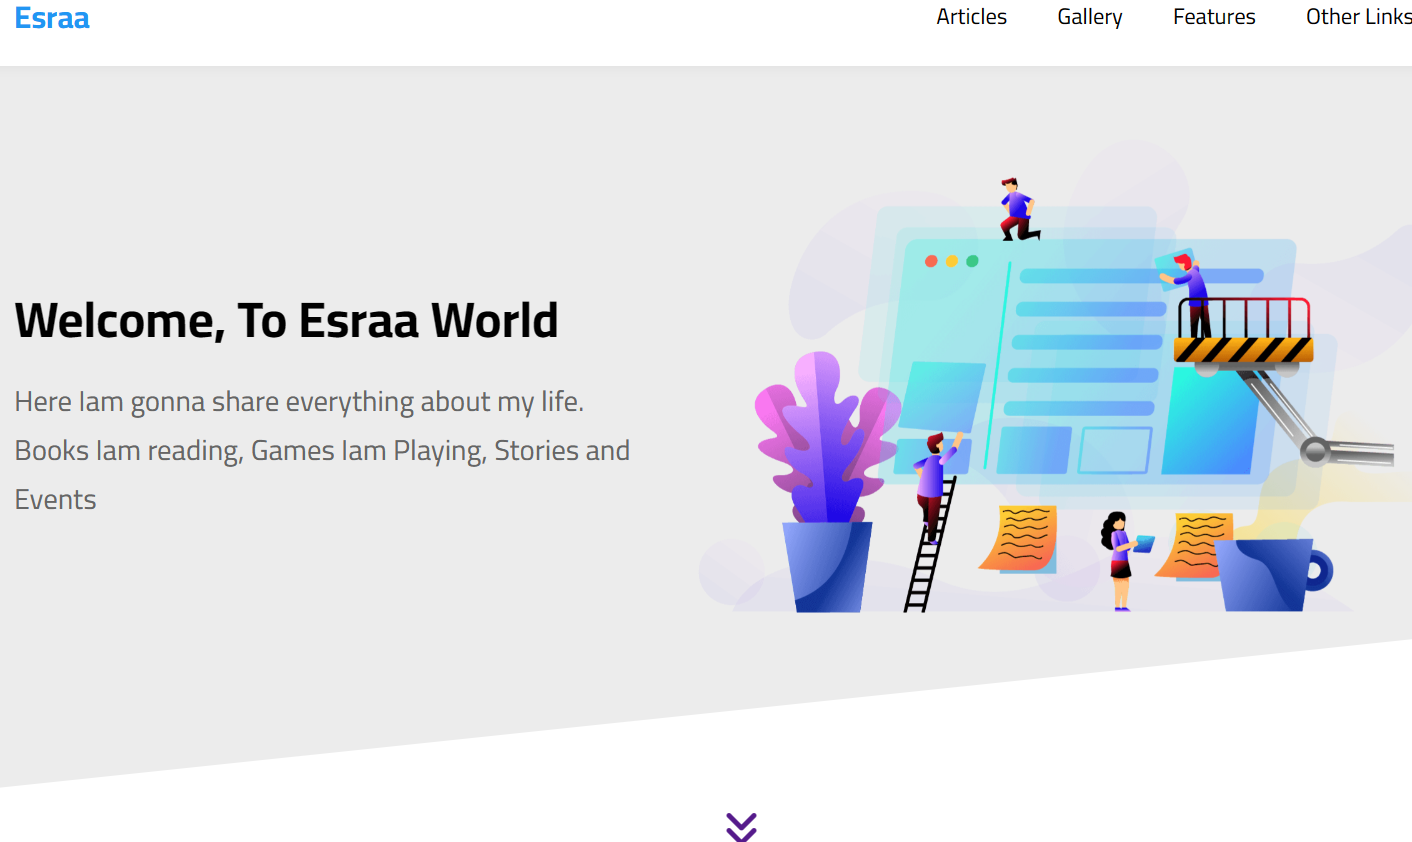 Esraa
Articles
Gallery
Features
Other Links
Welcome, To Esraa World
Here Iam gonna share everything about my life.
Books Iam reading, Games Iam Playing, Stories and
Events